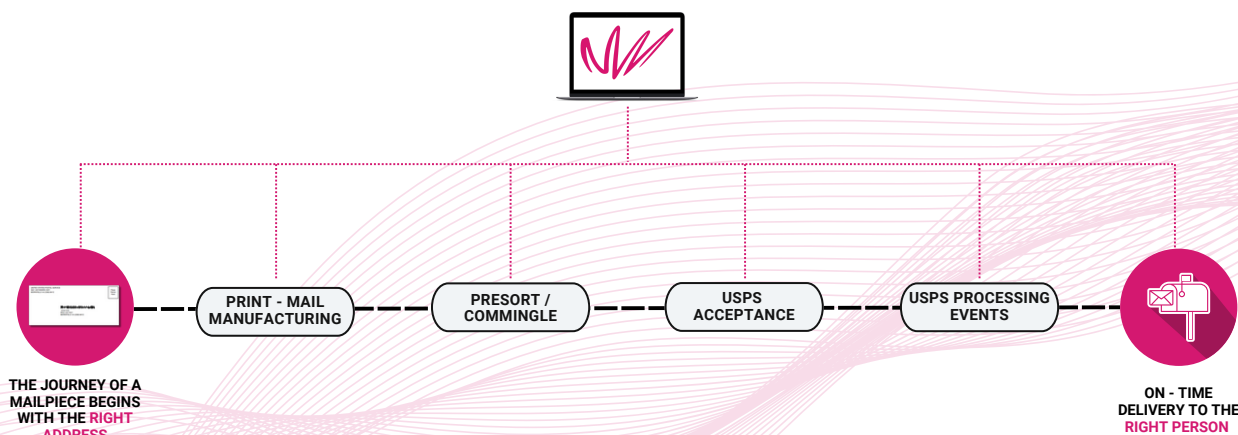 PRINT - MAIL
MANUFACTURING
PRESORT /
COMMINGLE
USPS
ACCEPTANCE
USPS PROCESSING
EVENTS
THE JOURNEY OF A
MAILPIECE BEGINS
WITH THE RIGHT
ADDRESS
ON - TIME
DELIVERY TO THE
RIGHT PERSON